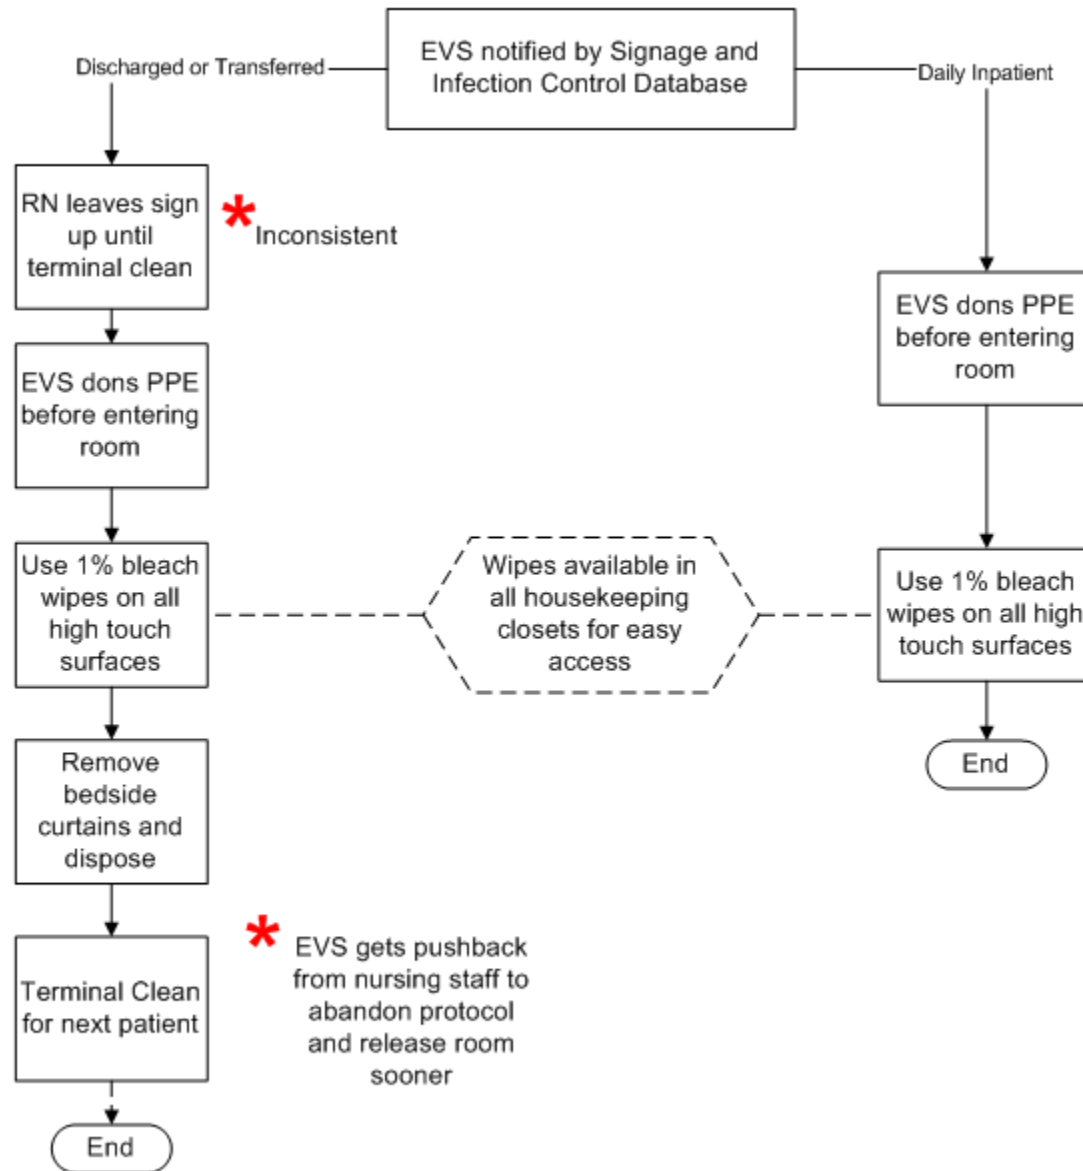 EVS notified by Signage and
Infection Control Database
Discharged or Transferred
Daily Inpatient
RN leaves sign
up until
terminal clean
*
Inconsistent
EVS dons PPE
before entering
room
EVS dons PPE
before entering
room
Use 1% bleach
wipes on all
high touch
surfaces
Wipes available in
all housekeeping
closets for easy
access
Use 1% bleach
wipes on all high
touch surfaces
Remove
bedside
curtains and
dispose
End
Terminal Clean
for next patient
*
EVS gets pushback
from nursing staff to
abandon protocol
and release room
sooner
End